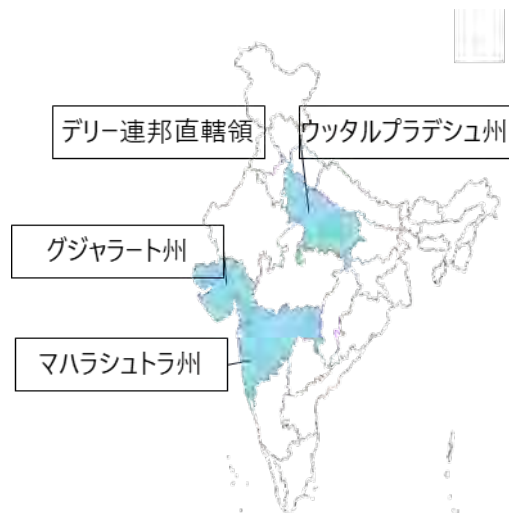 デリー連邦直轄領
ウッタルプラデシュ州
グジャラート州
マハラシュトラ州